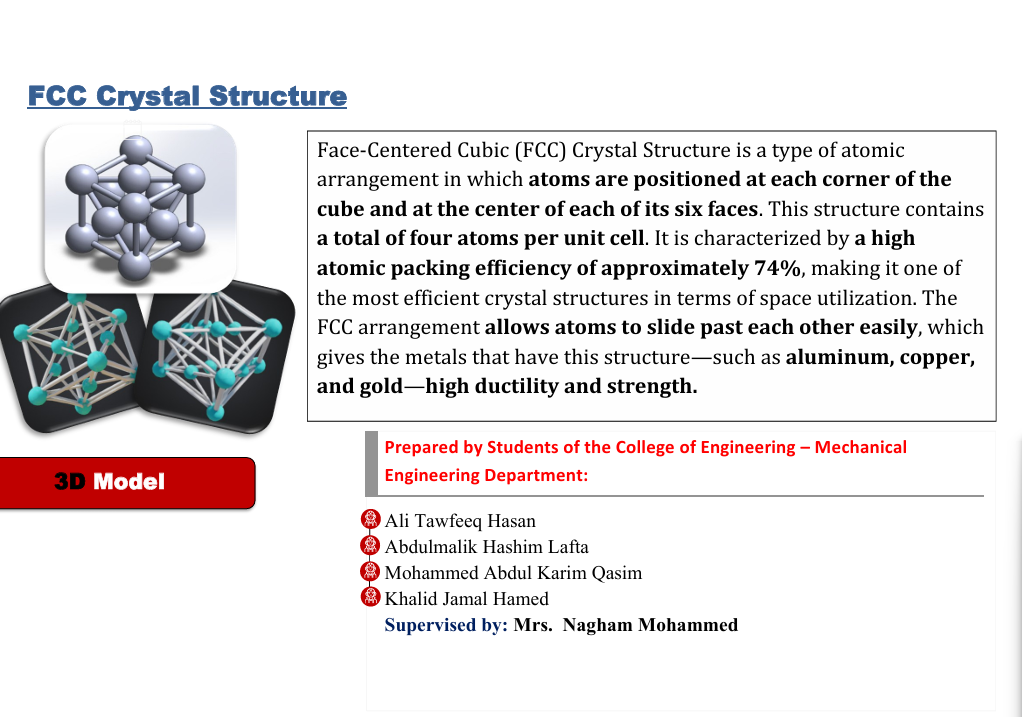 FCC Crystal Structure
Face-Centered Cubic (FCC) Crystal Structure is a type of atomic
arrangement in which atoms are positioned at each corner of the
cube and at the center of each of its six faces. This structure contains
a total of four atoms per unit cell. It is characterized by a high
atomic packing efficiency of approximately 74%, making it one of
the most efficient crystal structures in terms of space utilization. The
FCC arrangement allows atoms to slide past each other easily, which
gives the metals that have this structure—such as aluminum, copper,
and gold—high ductility and strength.
3D Model
Prepared by Students of the College of Engineering – Mechanical
Engineering Department:
Ali Tawfeeq Hasan
Abdulmalik Hashim Lafta
Mohammed Abdul Karim Qasim
Khalid Jamal Hamed
Supervised by: Mrs.  Nagham Mohammed